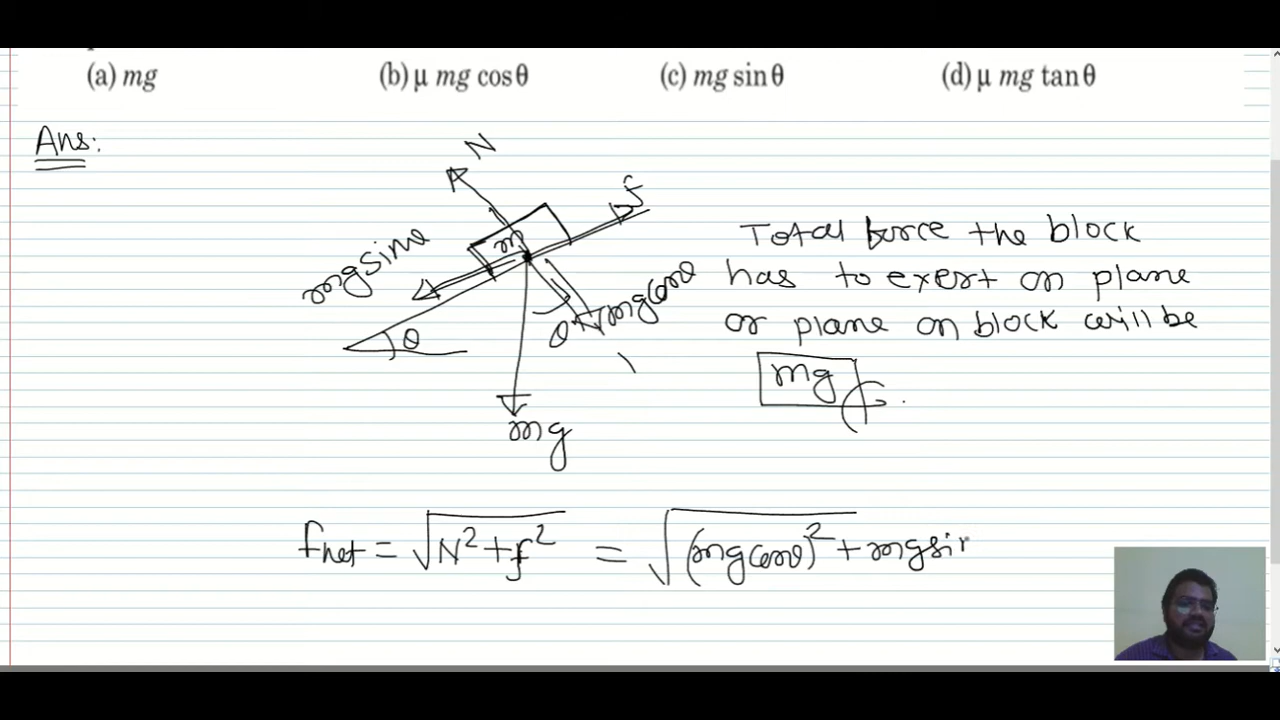 (a) mg (b) μ mg cosθ (c) mg sinθ (d) μ mg tanθ
Ans:
N
f
m
mgsinθ
θ
θ
mgcosθ
mg
Total force the block
has to exert on plane
or plane on block will be
mg
fnet = √N²+f² = √(mgcosθ)²+mgsin